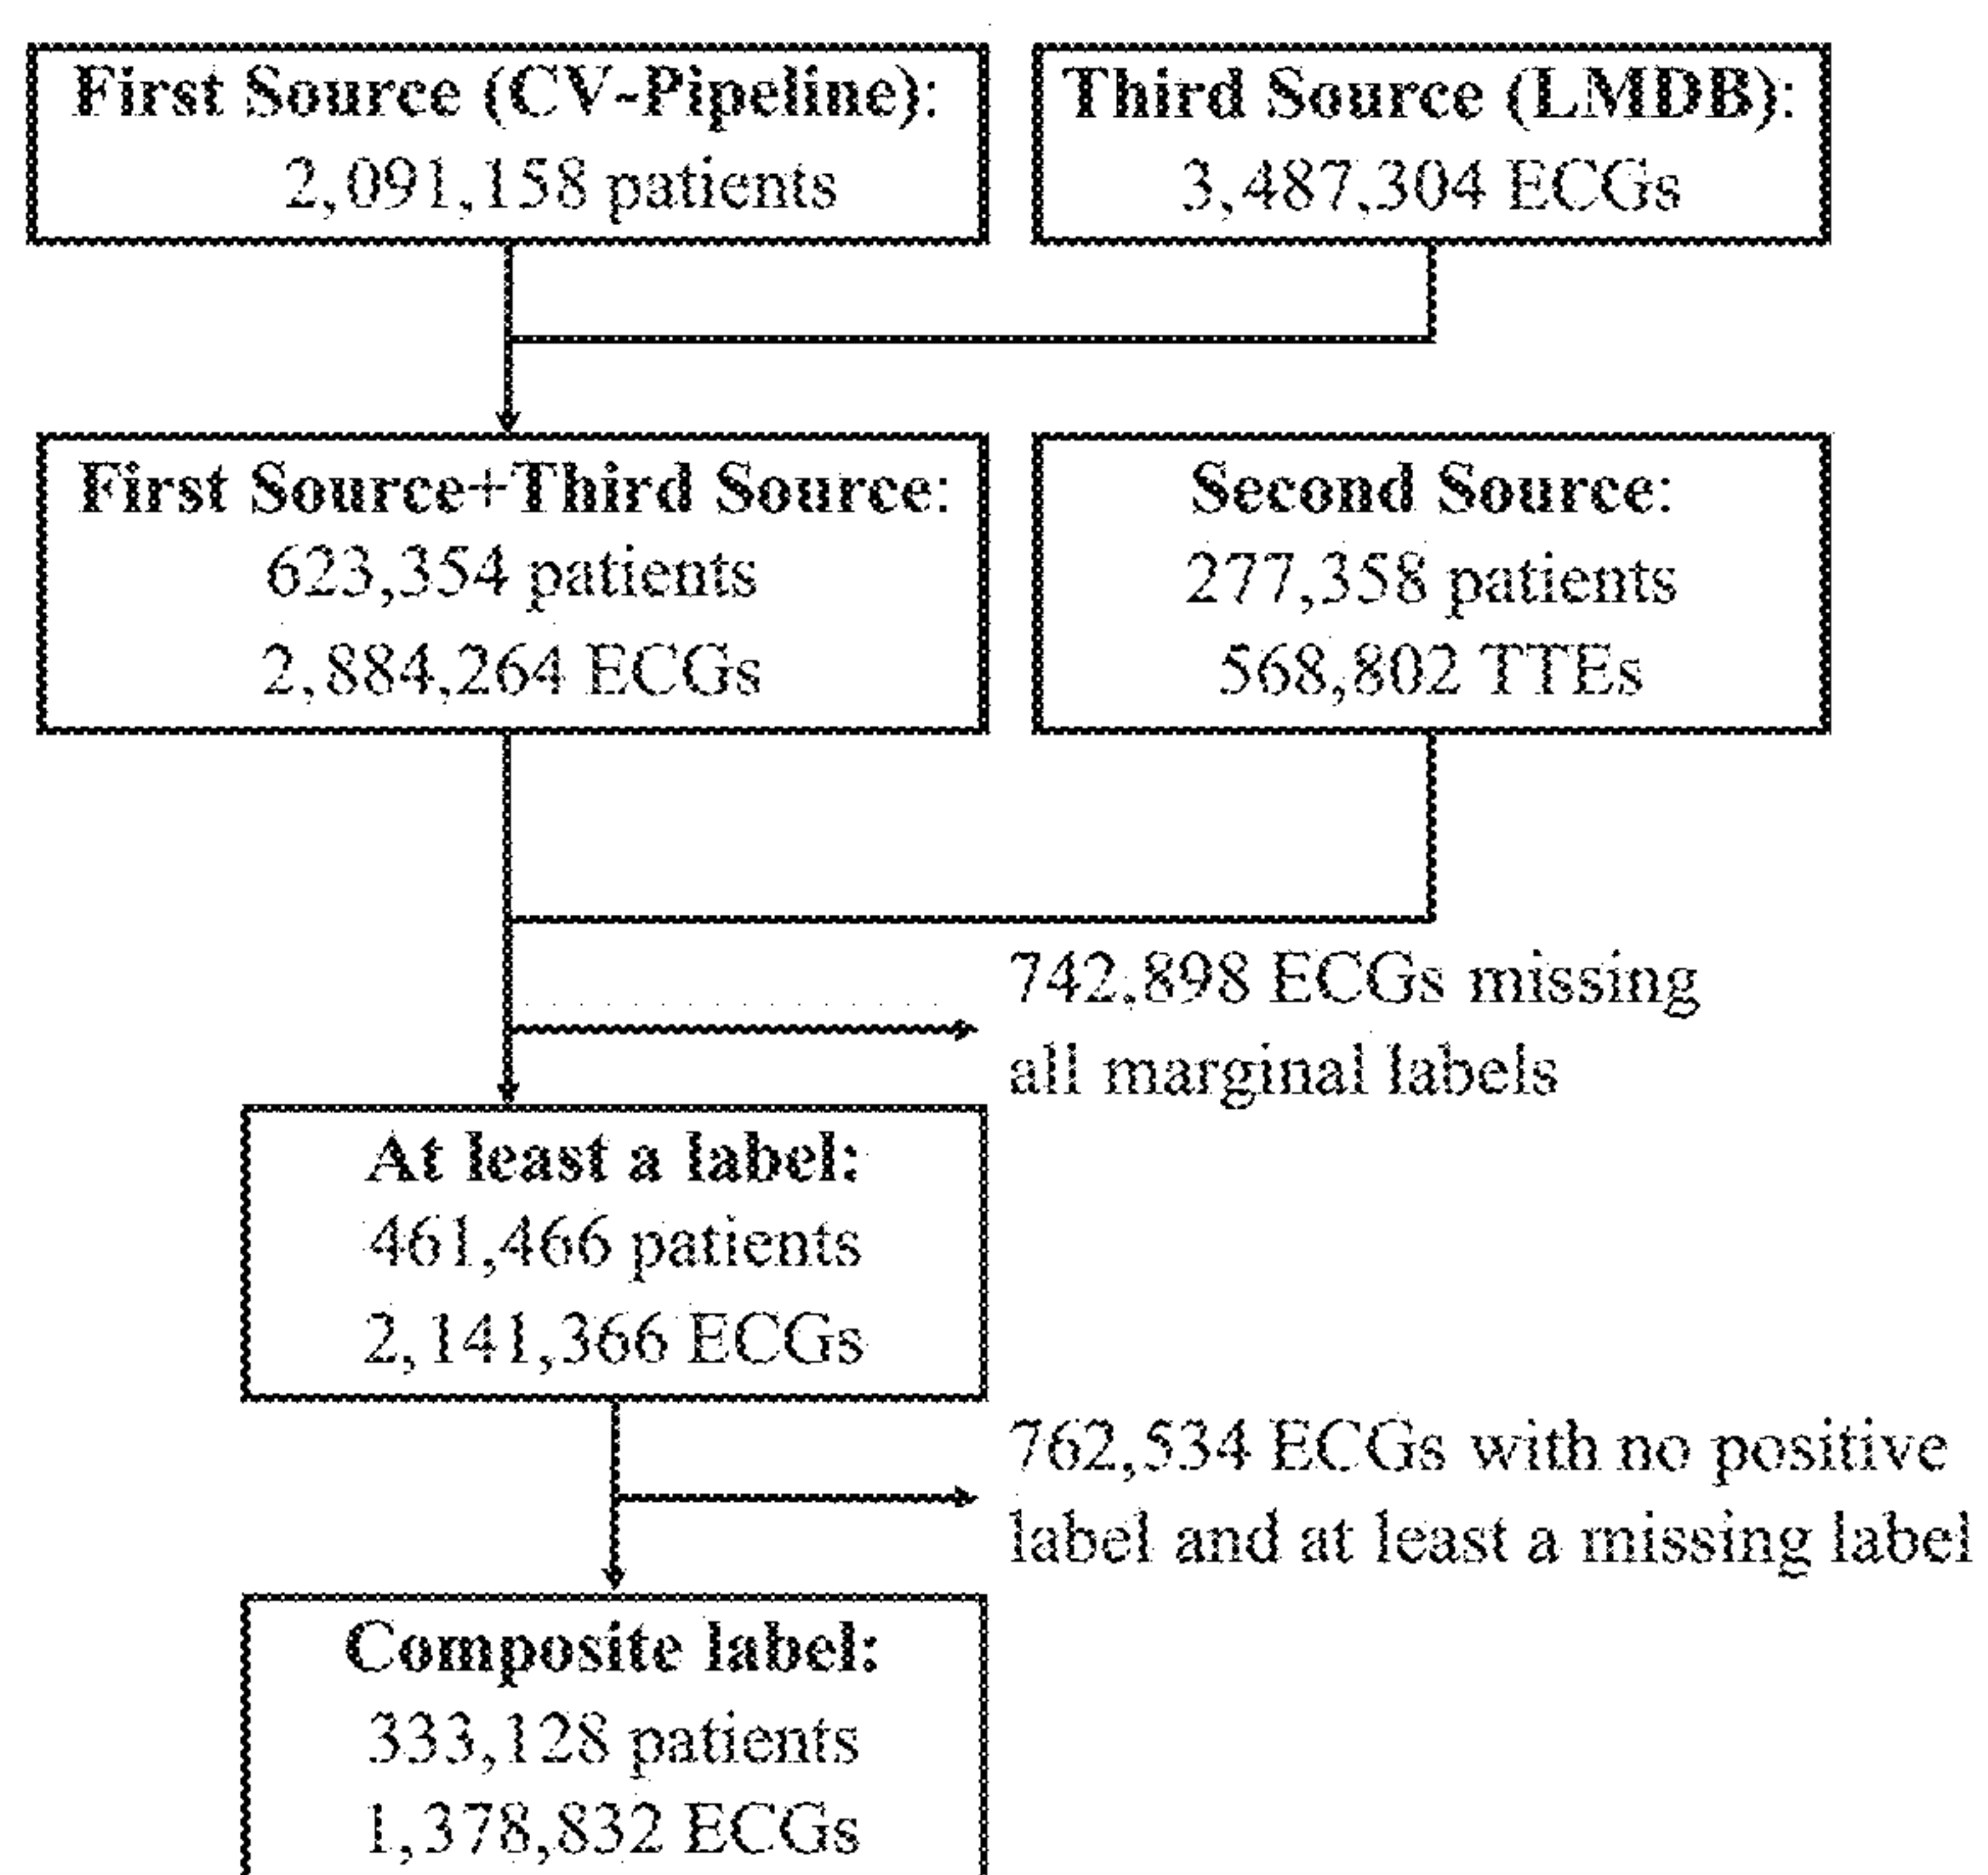 First Source (CV-Pipeline):
2,091,158 patients
Third Source (LMDB):
3,487,304 ECGs
First Source+Third Source:
623,354 patients
2,884,264 ECGs
Second Source:
277,358 patients
568,802 TTEs
742,898 ECGs missing
all marginal labels
At least a label:
461,466 patients
2,141,366 ECGs
762,534 ECGs with no positive
label and at least a missing label
Composite label:
333,128 patients
1,378,832 ECGs